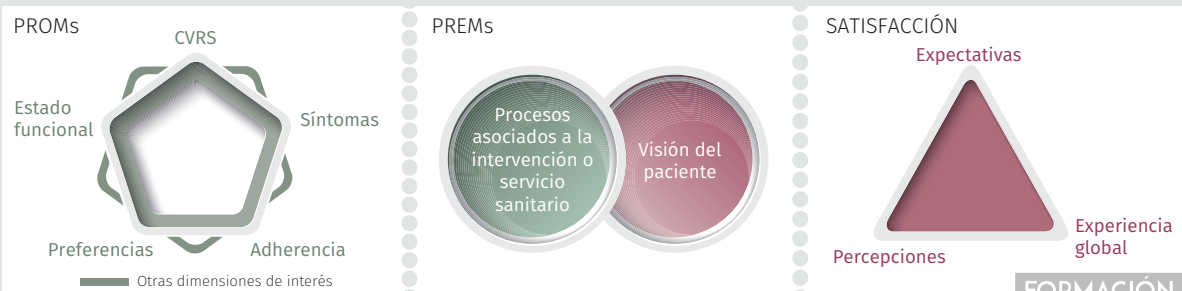 PROMs
CVRS
Estado
funcional
Síntomas
Preferencias
Adherencia
Otras dimensiones de interés
PREMs
Procesos
asociados a la
intervención o
servicio
sanitario
Visión del
paciente
SATISFACCIÓN
Expectativas
Percepciones
Experiencia
global
FORMACIÓN